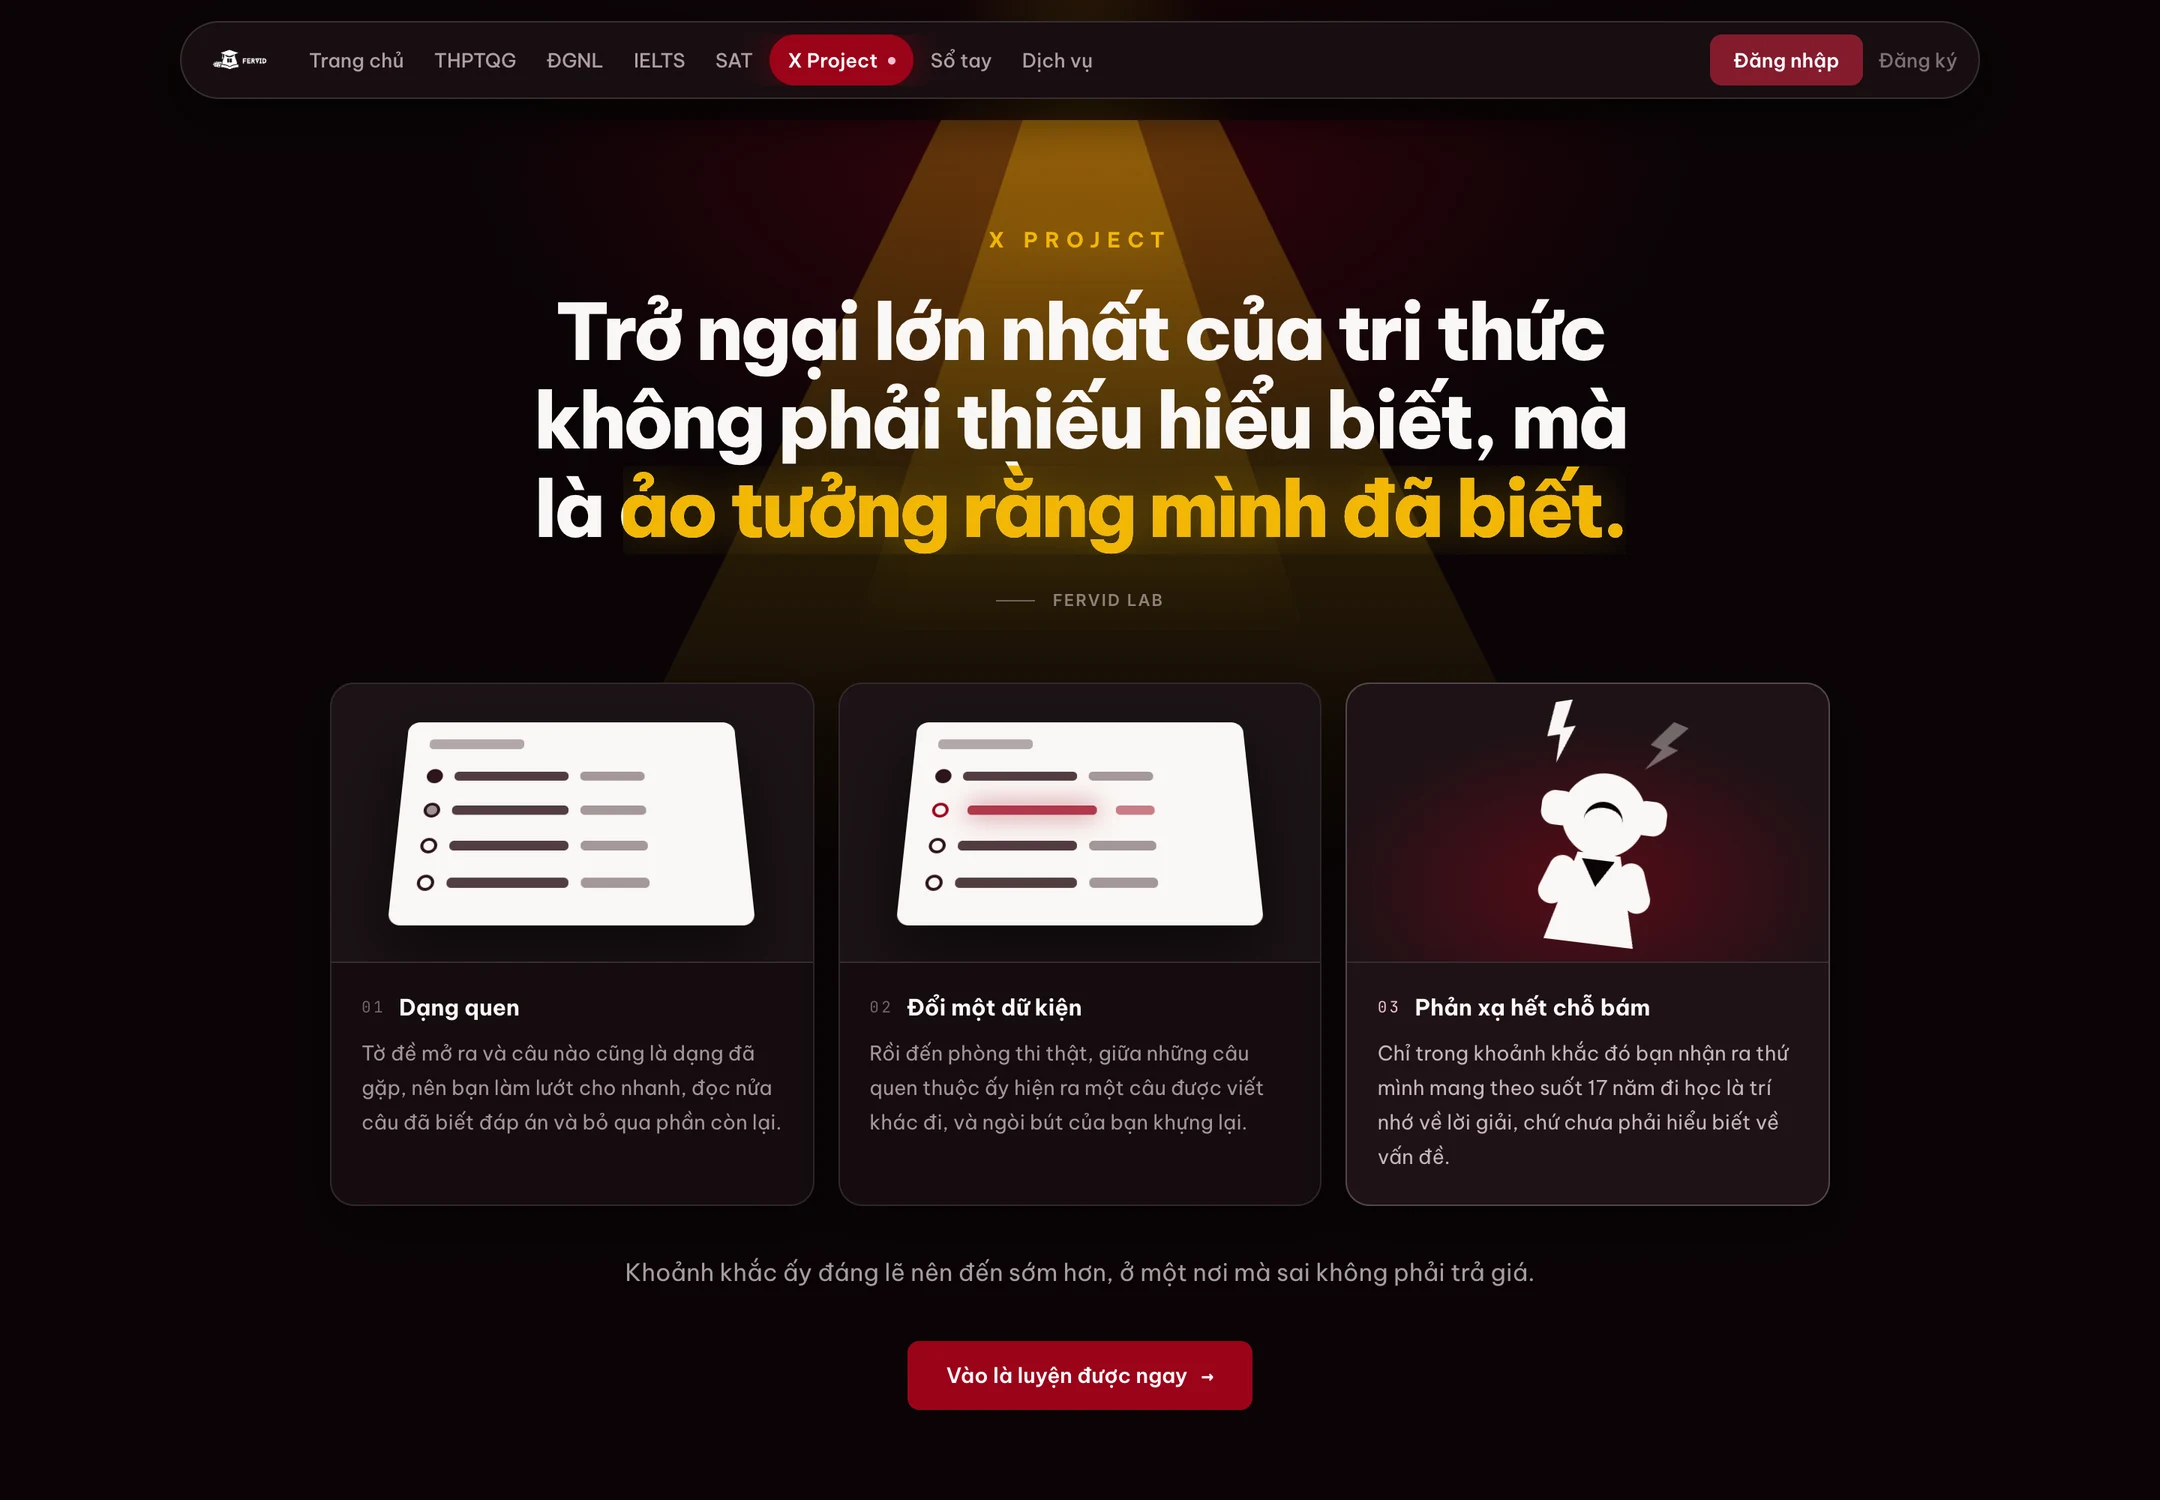 FERVID
Trang chủ
THPTQG
ĐGNL
IELTS
SAT
X Project
Sổ tay
Dịch vụ
Đăng nhập
Đăng ký
X PROJECT
Trở ngại lớn nhất của tri thức
không phải thiếu hiểu biết, mà
là ảo tưởng rằng mình đã biết.
FERVID LAB
01 Dạng quen
Tờ đề mở ra và câu nào cũng là dạng đã
gặp, nên bạn làm lướt cho nhanh, đọc nửa
câu đã biết đáp án và bỏ qua phần còn lại.
02 Đổi một dữ kiện
Rồi đến phòng thi thật, giữa những câu
quen thuộc ấy hiện ra một câu được viết
khác đi, và ngòi bút của bạn khựng lại.
03 Phản xạ hết chỗ bám
Chỉ trong khoảnh khắc đó bạn nhận ra thứ
mình mang theo suốt 17 năm đi học là trí
nhớ về lời giải, chứ chưa phải hiểu biết về
vấn đề.
Khoảnh khắc ấy đáng lẽ nên đến sớm hơn, ở một nơi mà sai không phải trả giá.
Vào là luyện được ngay →